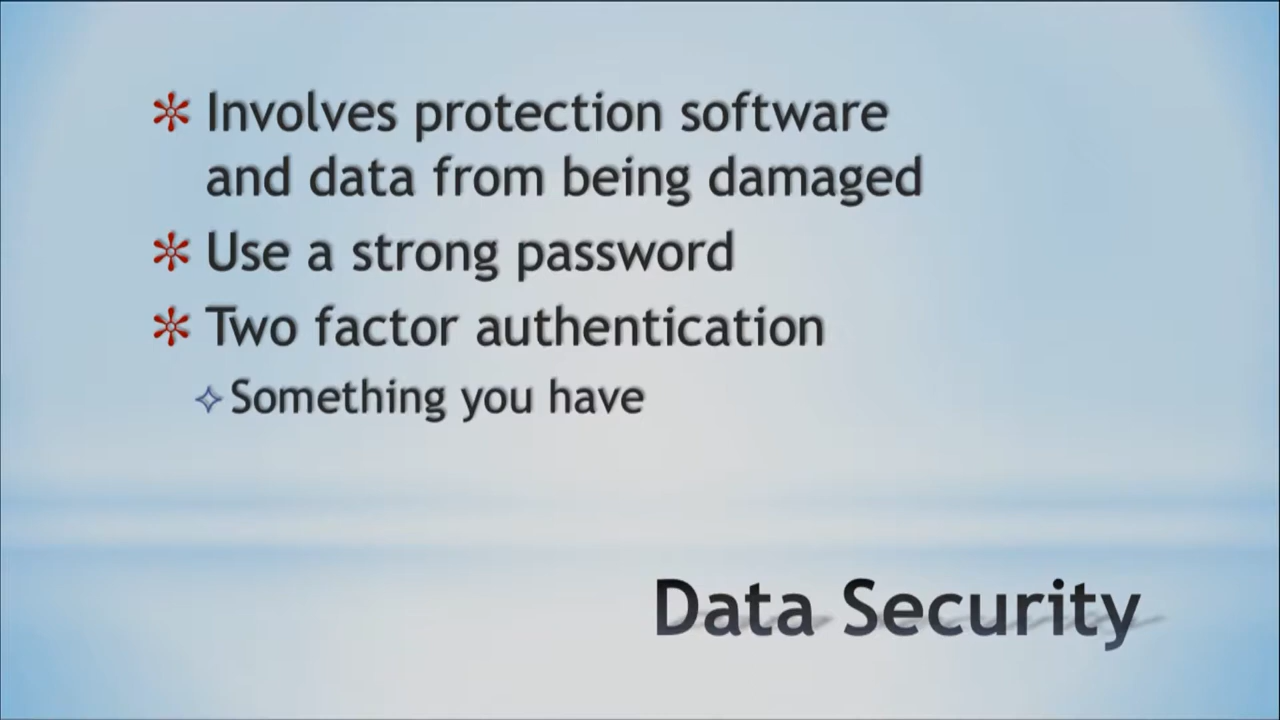 Involves protection software
and data from being damaged
Use a strong password
Two factor authentication
Something you have
Data Security